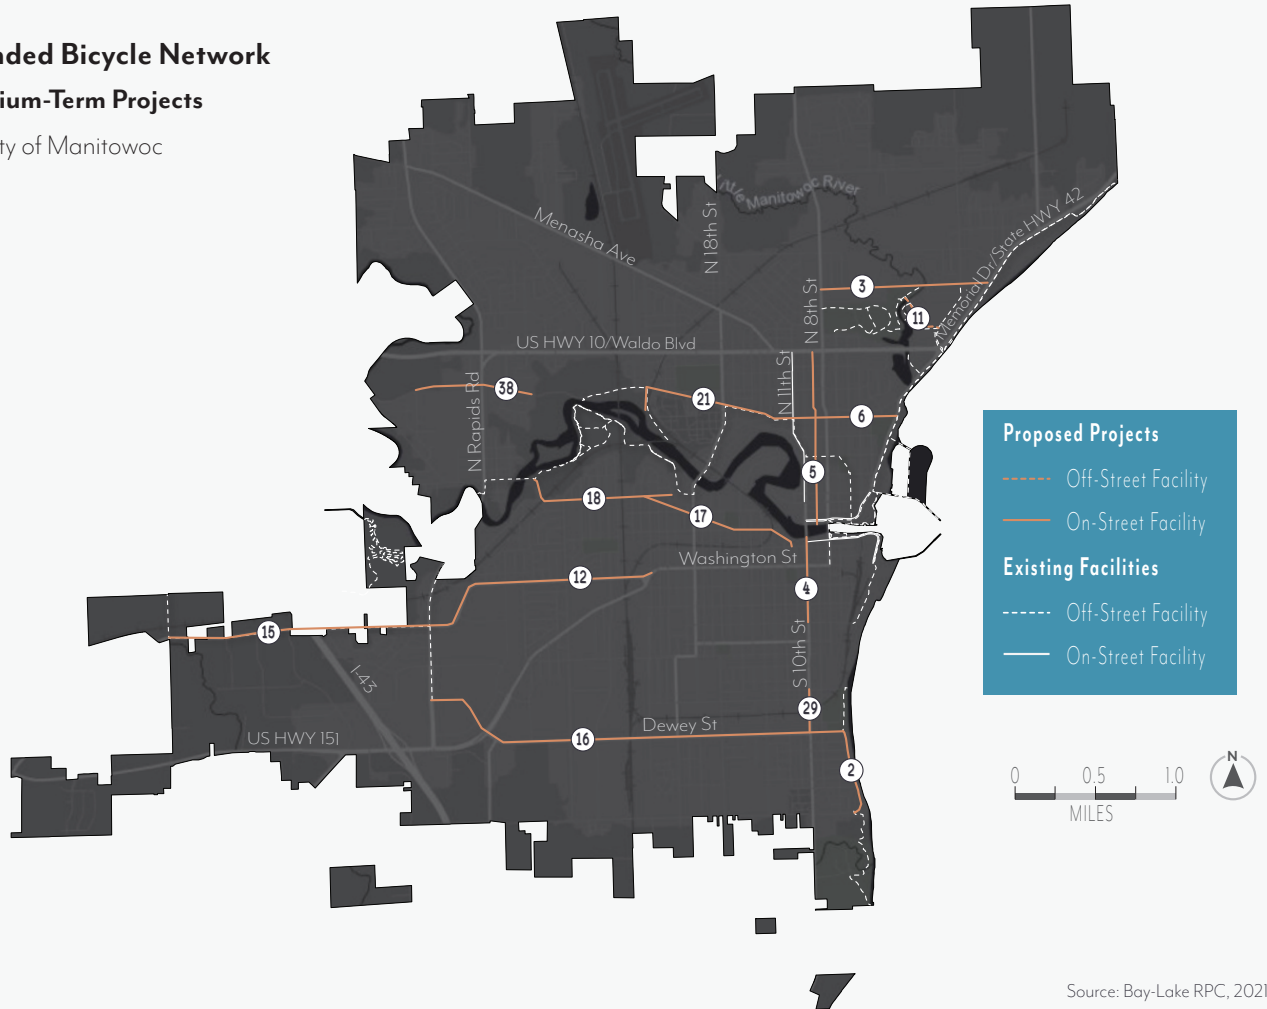 nded Bicycle Network
ium-Term Projects
ty of Manitowoc
Little Manitowoc River
Menasha Ave
N 18th St
Memorial Dr/State HWY 42
3
11
N 8th St
US HWY 10/Waldo Blvd
N 11th St
38
N Rapids Rd
21
6
5
18
17
Washington St
12
4
15
S 10th St
I-43
29
Dewey St
US HWY 151
16
2
Proposed Projects
Off-Street Facility
On-Street Facility
Existing Facilities
Off-Street Facility
On-Street Facility
N
0 0.5 1.0
MILES
Source: Bay-Lake RPC, 2021